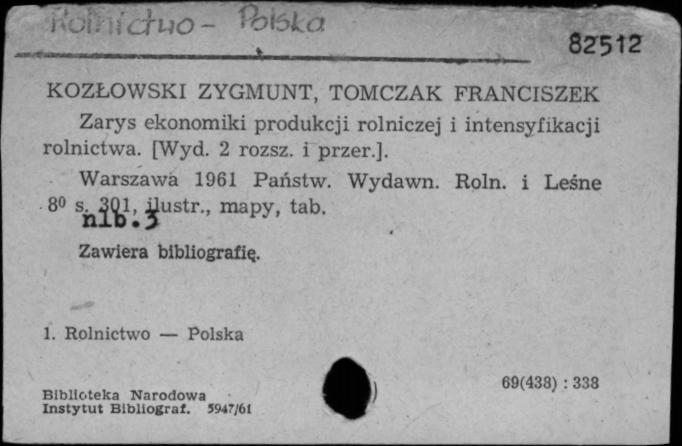 Rolnictwo - Polska
82512
KOZŁOWSKI ZYGMUNT, TOMCZAK FRANCISZEK
Zarys ekonomiki produkcji rolniczej i intensyfikacji
rolnictwa. [Wyd. 2 rozsz. i przer.].
Warszawa 1961 Państw. Wydawn. Roln. i Leśne
8⁰ s. 301, ilustr., mapy, tab.
nlb.3
Zawiera bibliografię.
1. Rolnictwo — Polska
69(438) : 338
Biblioteka Narodowa
Instytut Bibliograf. 5947/61